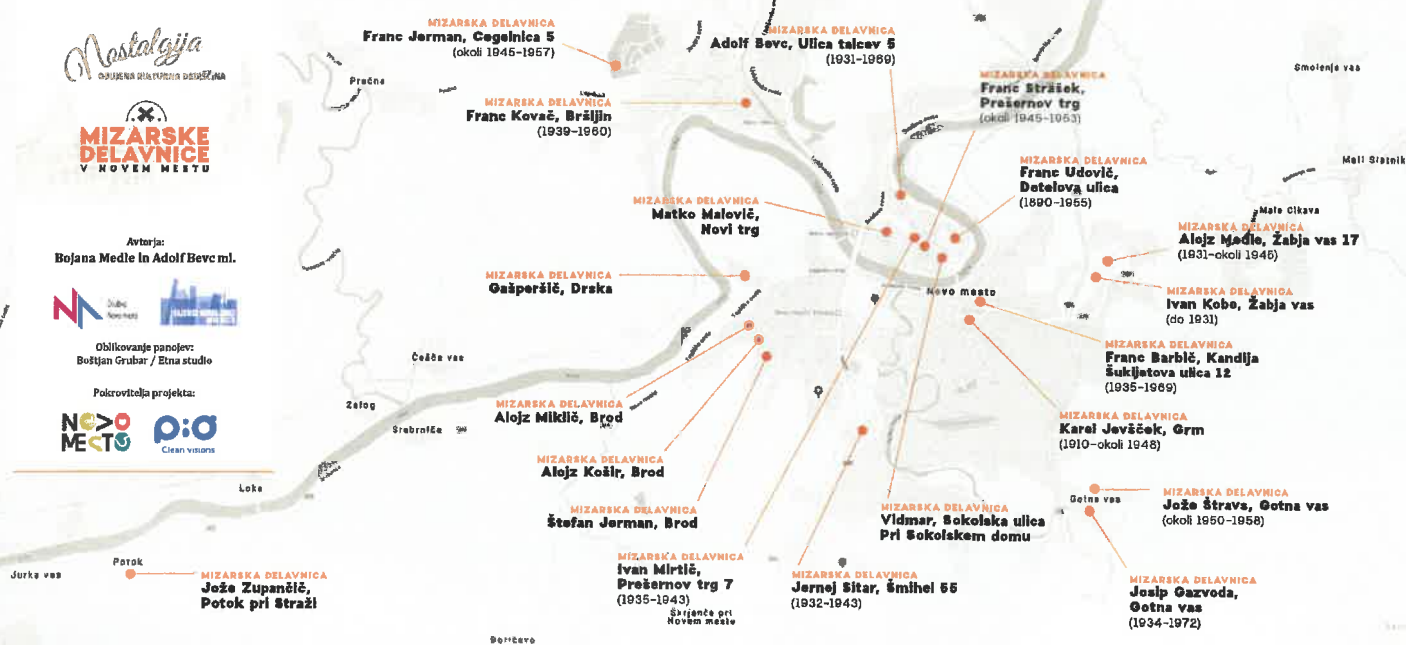 Nostalgija
MIZARSKE
DELAVNICE
V NOVEM MESTU
Avtorja:
Bojana Medle in Adolf Bevc ml.
Oblikovanje panojev:
Boštjan Grubar / Etna studio
Pokrovitelja projekta:
NOVO
MESTO
Clean visions
MIZARSKA DELAVNICA
Franc Jerman, Cegelnica 5
(okoli 1945-1957)
MIZARSKA DELAVNICA
Adolf Bevc, Ulica talcev 5
(1931-1969)
MIZARSKA DELAVNICA
Franc Strašek,
Prešernov trg
(okoli 1945-1953)
MIZARSKA DELAVNICA
Franc Kovač, Bršljin
(1939-1960)
MIZARSKA DELAVNICA
Franc Udovič,
Detelova ulica
(1890-1955)
MIZARSKA DELAVNICA
Matko Malovič,
Novi trg
MIZARSKA DELAVNICA
Alojz Medle, Žabja vas 17
(1931-okoli 1945)
MIZARSKA DELAVNICA
Gašperšič, Drska
MIZARSKA DELAVNICA
Ivan Kobe, Žabja vas
(do 1931)
MIZARSKA DELAVNICA
Franc Barbič, Kandija
Šukljetova ulica 12
(1935-1969)
MIZARSKA DELAVNICA
Alojz Miklič, Brod
MIZARSKA DELAVNICA
Karel Jevšček, Grm
(1910-okoli 1948)
MIZARSKA DELAVNICA
Alojz Košir, Brod
MIZARSKA DELAVNICA
Štefan Jerman, Brod
MIZARSKA DELAVNICA
Vidmar, Sokolska ulica
Pri Sokolskem domu
MIZARSKA DELAVNICA
Jože Štravs, Gotna vas
(okoli 1950-1958)
MIZARSKA DELAVNICA
Ivan Mirtič,
Prešernov trg 7
(1935-1943)
MIZARSKA DELAVNICA
Jernej Sitar, Šmihel 55
(1932-1943)
MIZARSKA DELAVNICA
Josip Gazvoda,
Gotna vas
(1934-1972)
MIZARSKA DELAVNICA
Jože Zupančič,
Potok pri Straži
Prečna
Smolenja vas
Mali Slatnik
Male Cikava
Novo mesto
Češča vas
Zalog
Srebrniče
Loke
Potok
Jurka vas
Gotna vas
Škrjanče pri
Novem mestu